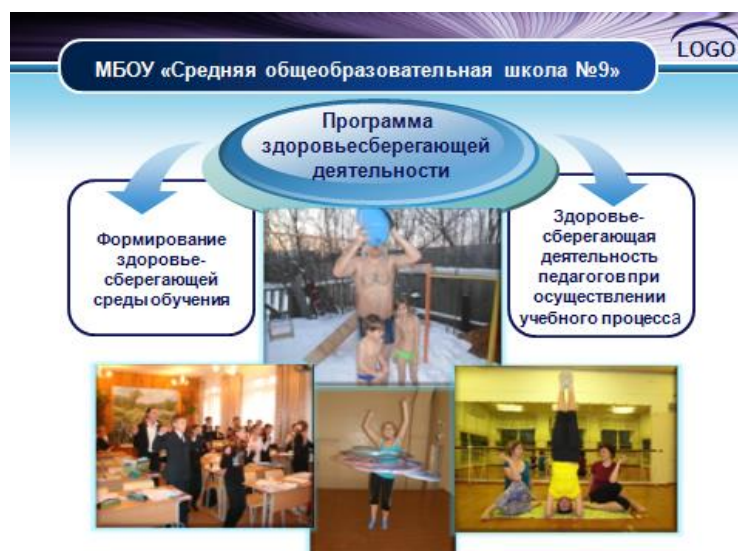 LOGO
МБОУ «Средняя общеобразовательная школа №9»
Программа
здоровьесберегающей
деятельности
Формирование
здоровье-
сберегающей
среды обучения
Здоровье-
сберегающая
деятельность
педагогов при
осуществлении
учебного процесса